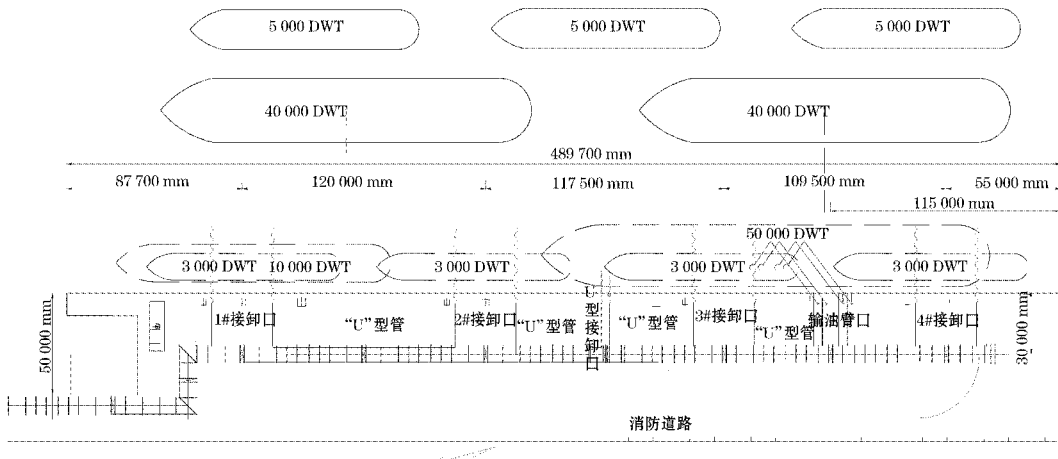 5 000 DWT
5 000 DWT
5 000 DWT
40 000 DWT
40 000 DWT
489 700 mm
87 700 mm
120 000 mm
117 500 mm
109 500 mm
55 000 mm
115 000 mm
50 000 DWT
3 000 DWT
10 000 DWT
3 000 DWT
3 000 DWT
3 000 DWT
50 000 mm
1#接卸口
“U”型管
2#接卸口
“U”型管
U型接卸口
“U”型管
3#接卸口
“U”型管
输油臂口
4#接卸口
30 000 mm
消防道路